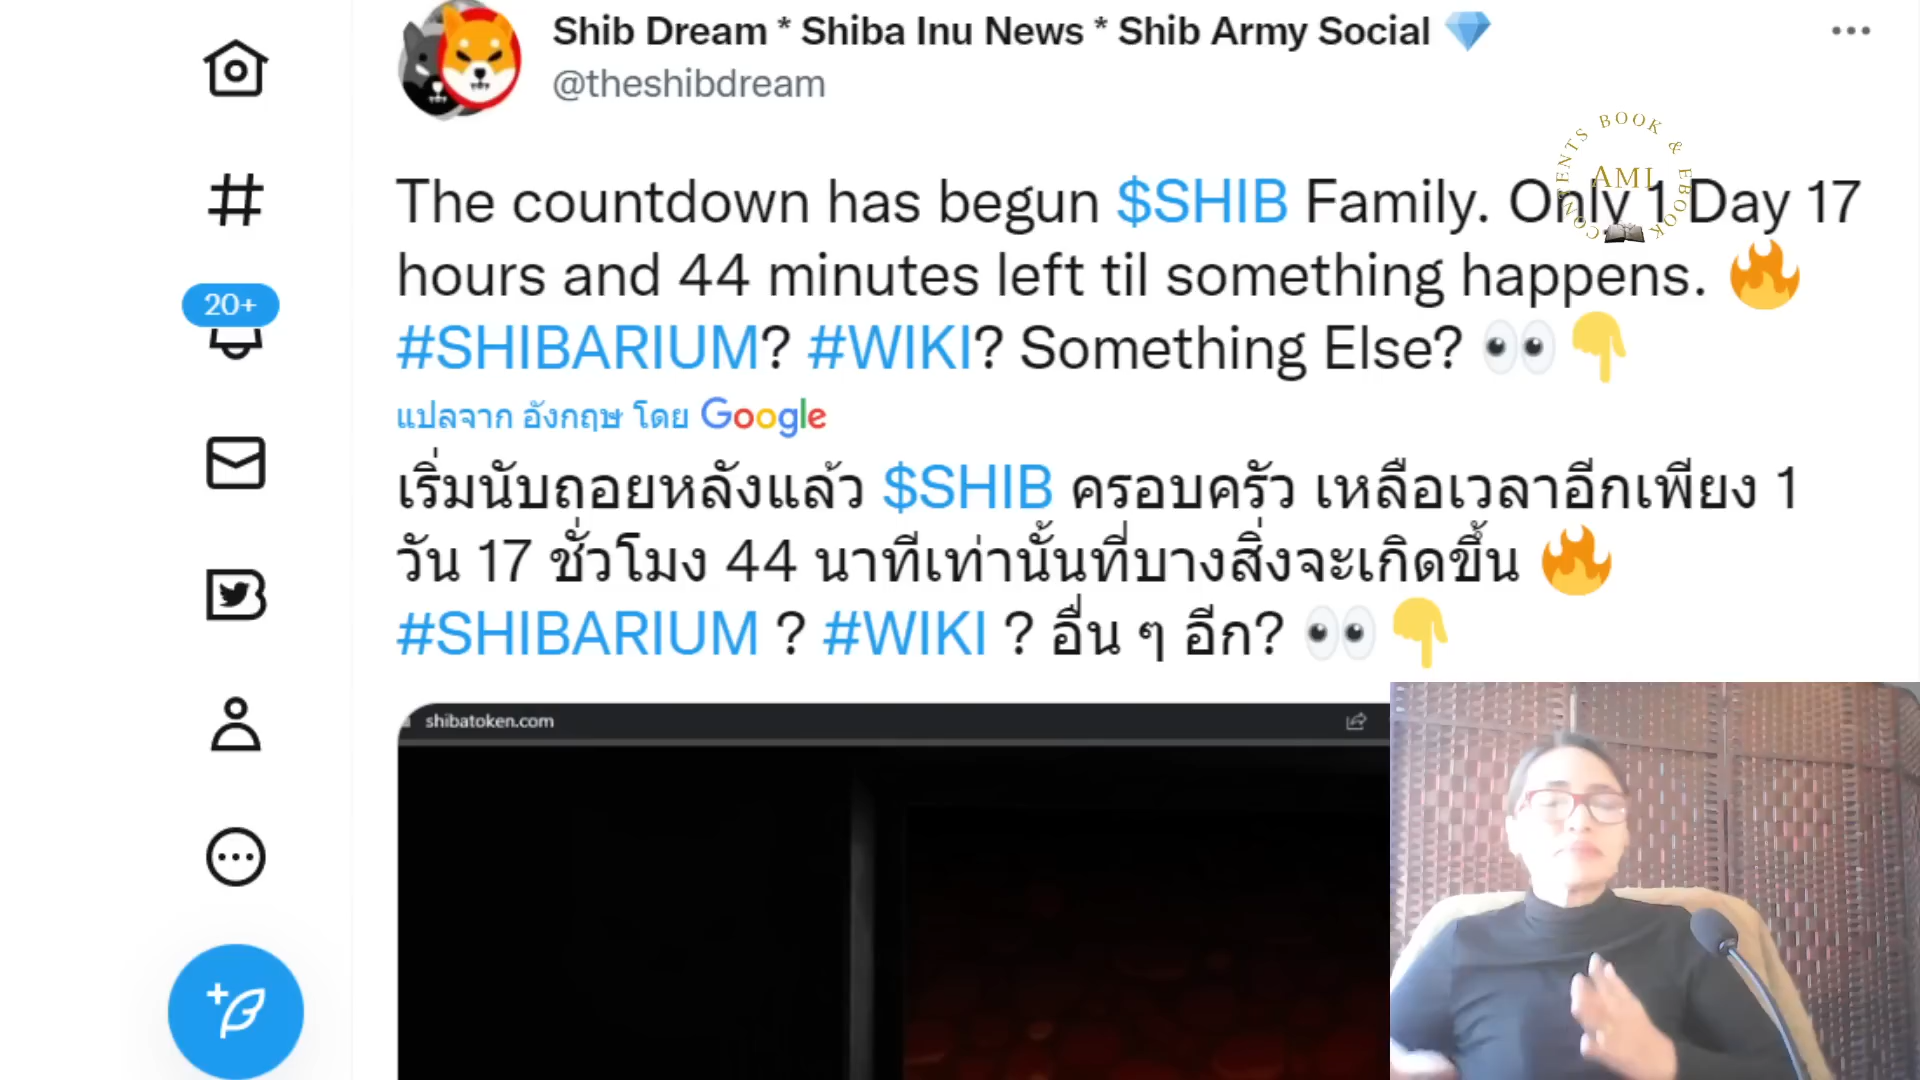 Shib Dream * Shiba Inu News * Shib Army Social
@theshibdream
CONTENTS BOOK & EBOOK
AMI
The countdown has begun $SHIB Family. Only 1 Day 17
hours and 44 minutes left til something happens.
20+
#SHIBARIUM? #WIKI? Something Else?
แปลจาก อังกฤษ โดย Google
เริ่มนับถอยหลังแล้ว $SHIB ครอบครัว เหลือเวลาอีกเพียง 1
วัน 17 ชั่วโมง 44 นาทีเท่านั้นที่บางสิ่งจะเกิดขึ้น
#SHIBARIUM ? #WIKI ? อื่น ๆ อีก?
shibatoken.com